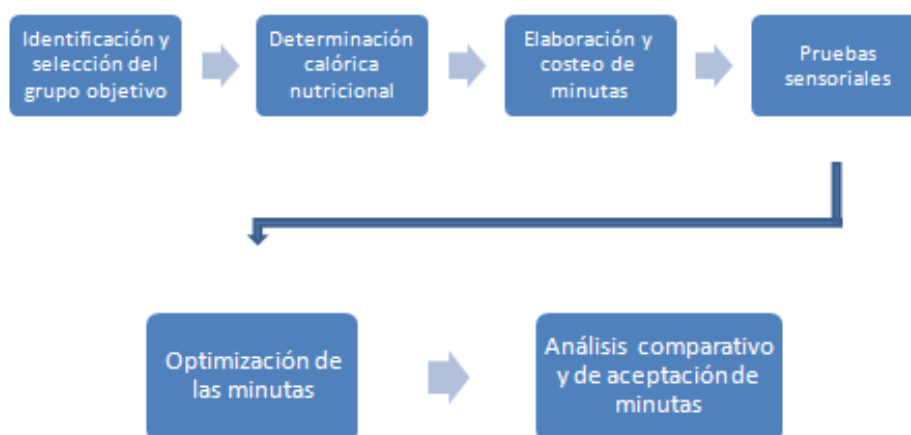 Identificación y
selección del
grupo objetivo
Determinación
calórica
nutricional
Elaboración y
costeo de
minutas
Pruebas
sensoriales
Optimización de
las minutas
Análisis comparativo
y de aceptación de
minutas